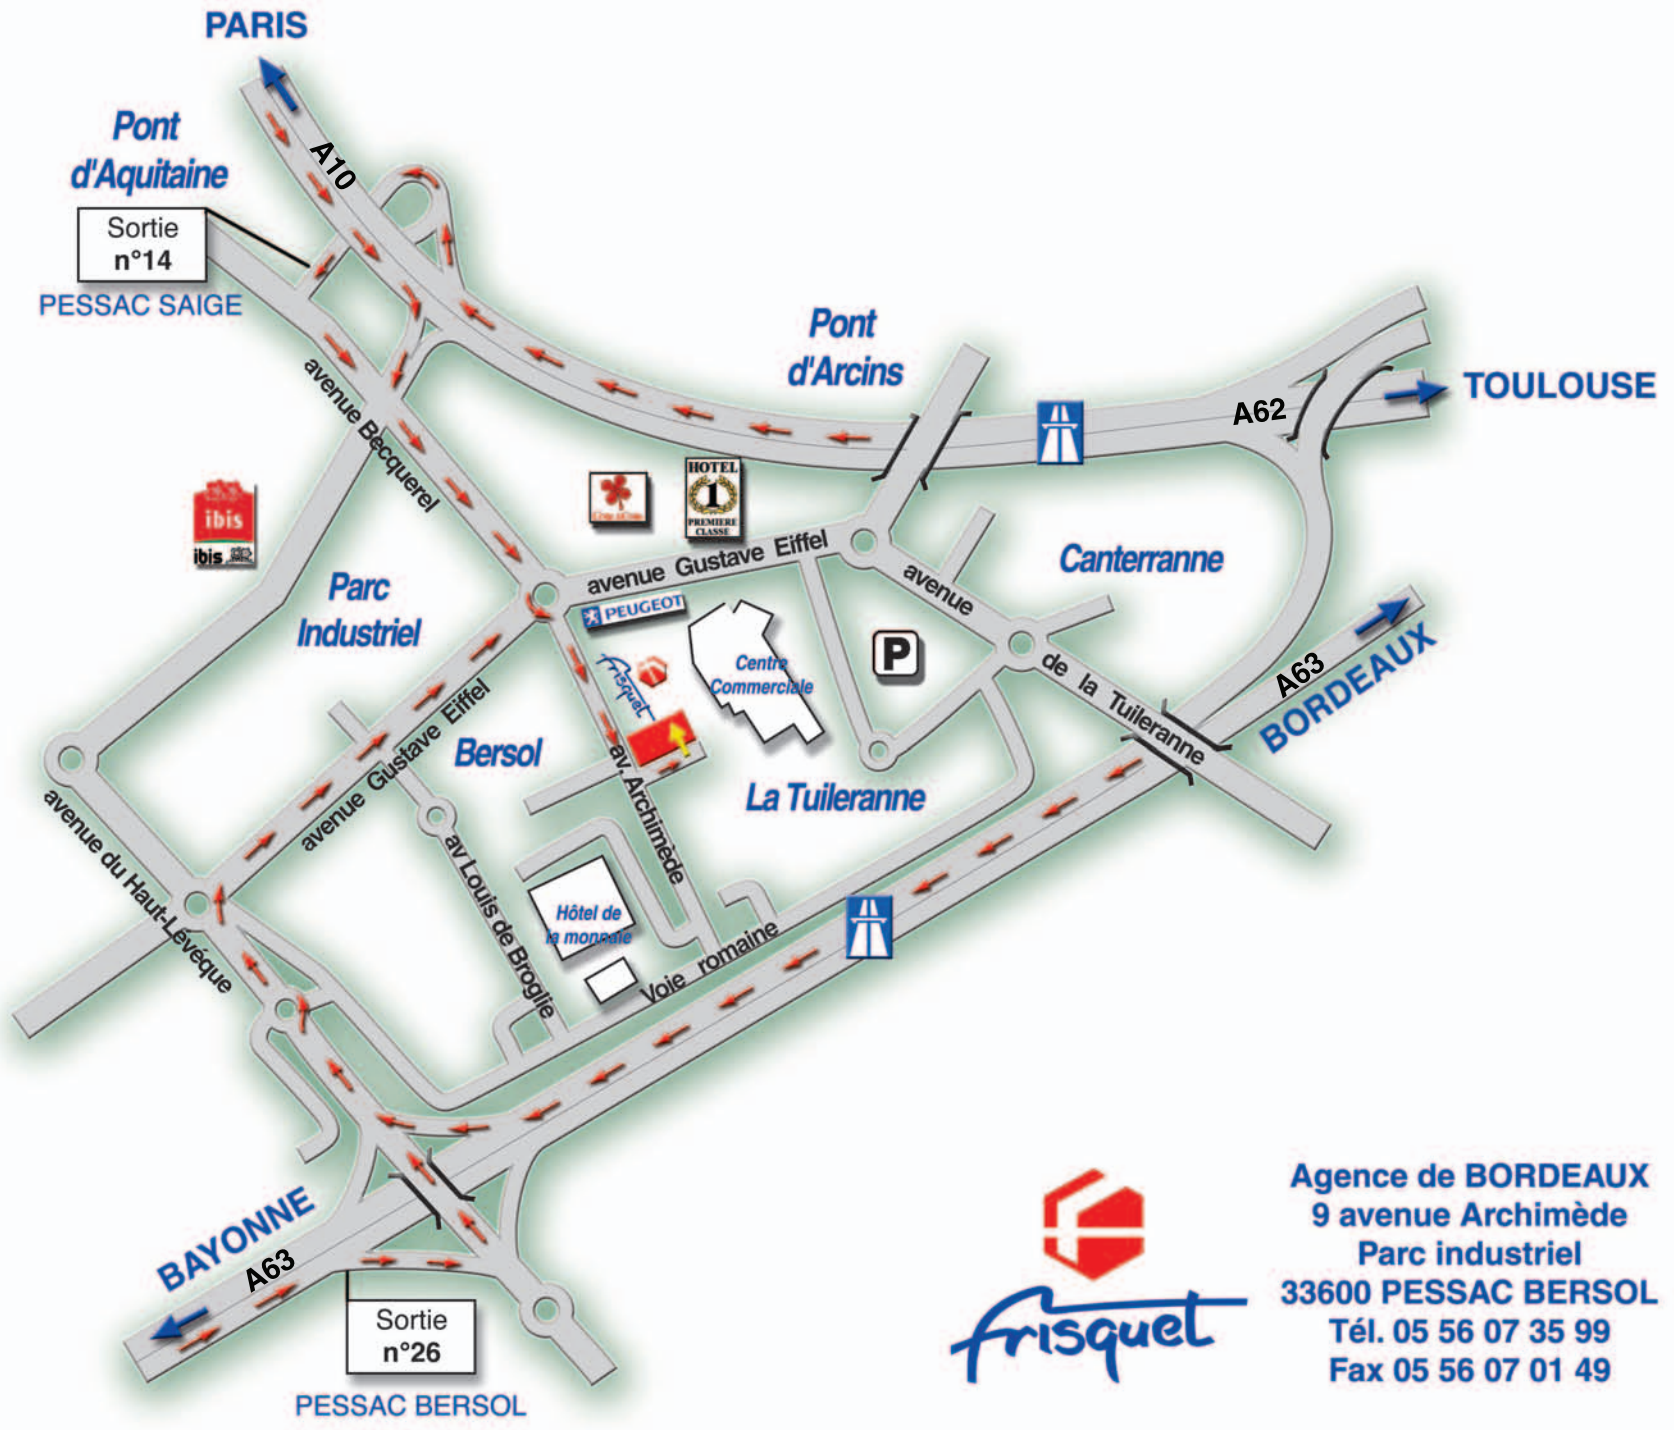 PARIS
Pont
d'Aquitaine
A10
Sortie
n°14
PESSAC SAIGE
Pont
d'Arcins
TOULOUSE
A62
avenue Becquerel
HOTEL
1
PREMIERE
CLASSE
ibis
ibis
avenue Gustave Eiffel
avenue
Canterranne
PEUGEOT
Parc
Industriel
Centre
Commerciale
P
de la Tuileranne
A63
BORDEAUX
frisquet
avenue Gustave Eiffel
Bersol
av. Archimède
La Tuileranne
avenue du Haut-Lévéque
av Louis de Broglie
Hôtel de
la monnaie
Voie romaine
BAYONNE
A63
Sortie
n°26
PESSAC BERSOL
frisquet
Agence de BORDEAUX
9 avenue Archimède
Parc industriel
33600 PESSAC BERSOL
Tél. 05 56 07 35 99
Fax 05 56 07 01 49